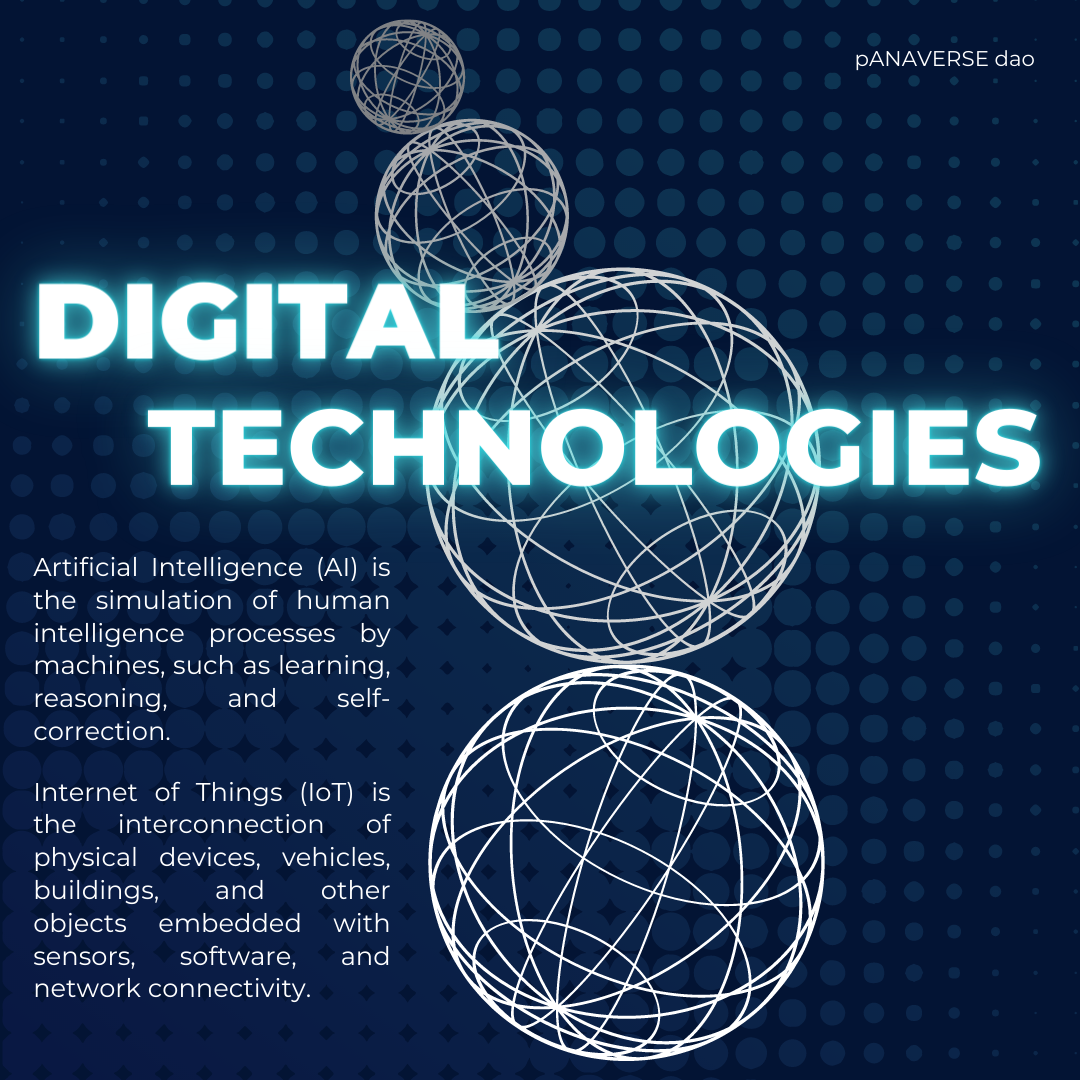 pANAVERSE dao
DIGITAL
TECHNOLOGIES
Artificial Intelligence (AI) is
the simulation of human
intelligence processes by
machines, such as learning,
reasoning, and self-
correction.
Internet of Things (IoT) is
the interconnection of
physical devices, vehicles,
buildings, and other
objects embedded with
sensors, software, and
network connectivity.